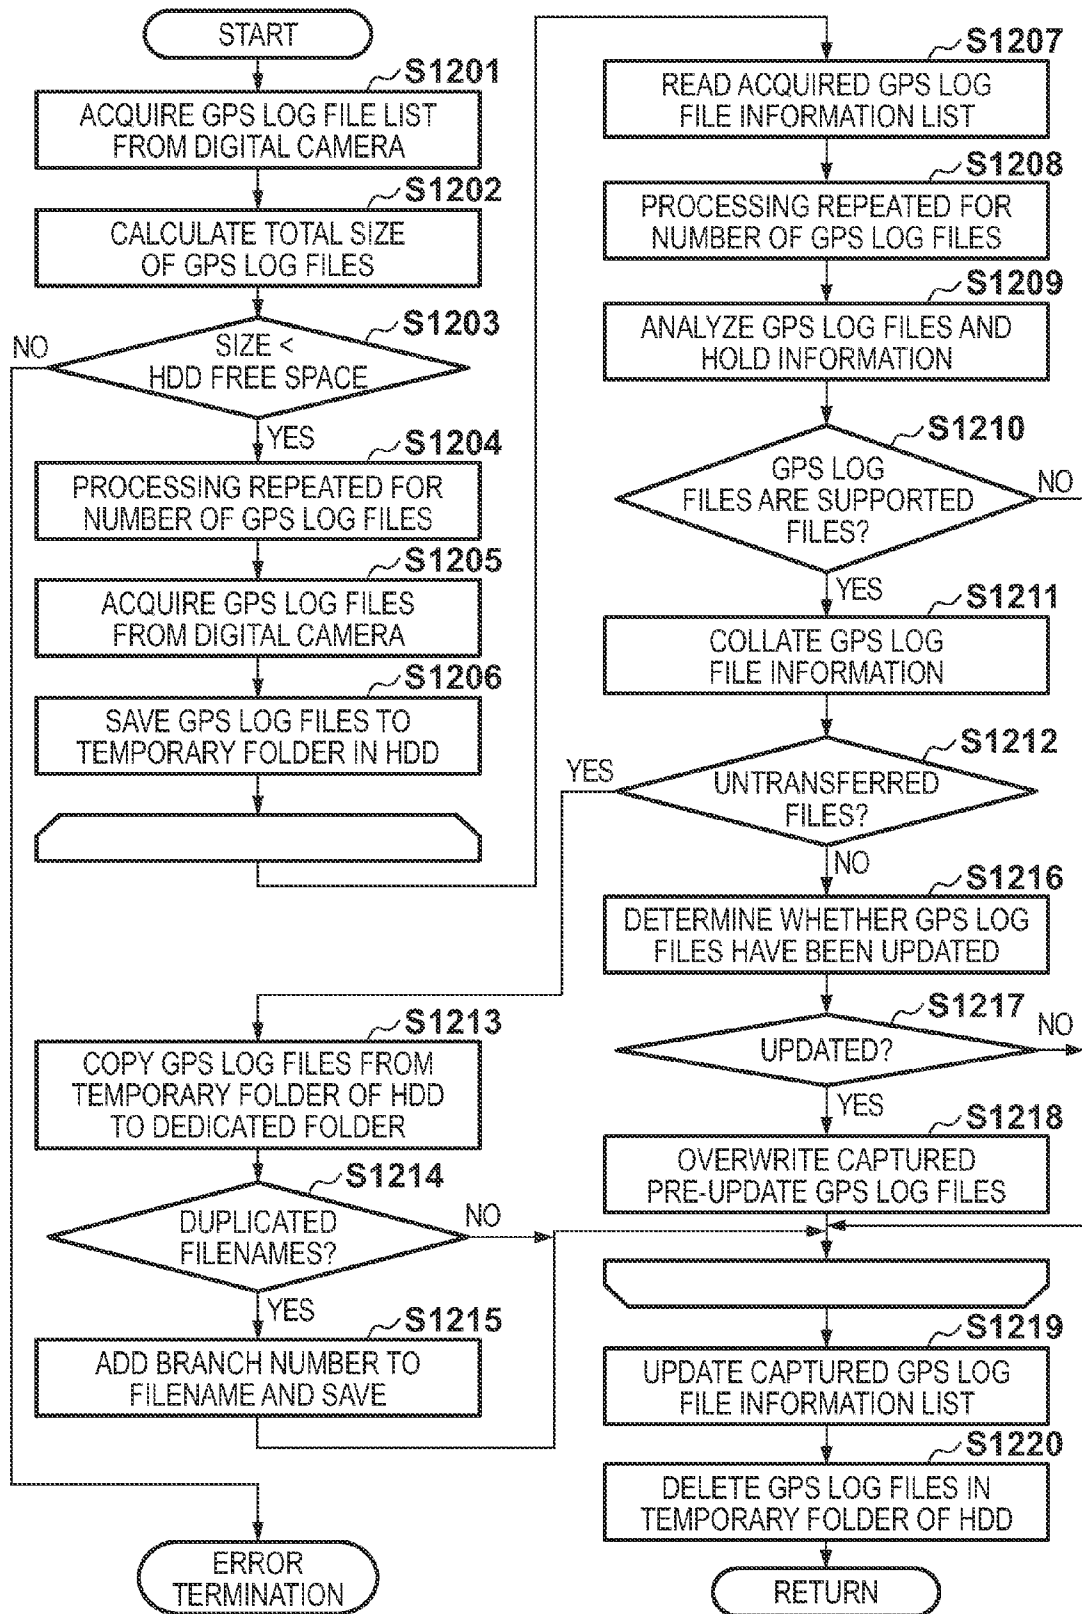 START
S1201
ACQUIRE GPS LOG FILE LIST
FROM DIGITAL CAMERA
S1202
CALCULATE TOTAL SIZE
OF GPS LOG FILES
S1203
NO
SIZE <
HDD FREE SPACE
YES
S1204
PROCESSING REPEATED FOR
NUMBER OF GPS LOG FILES
S1205
ACQUIRE GPS LOG FILES
FROM DIGITAL CAMERA
S1206
SAVE GPS LOG FILES TO
TEMPORARY FOLDER IN HDD
S1207
READ ACQUIRED GPS LOG
FILE INFORMATION LIST
S1208
PROCESSING REPEATED FOR
NUMBER OF GPS LOG FILES
S1209
ANALYZE GPS LOG FILES AND
HOLD INFORMATION
S1210
GPS LOG
FILES ARE SUPPORTED
FILES?
NO
YES
S1211
COLLATE GPS LOG
FILE INFORMATION
S1212
YES
UNTRANSFERRED
FILES?
NO
S1213
COPY GPS LOG FILES FROM
TEMPORARY FOLDER OF HDD
TO DEDICATED FOLDER
S1214
DUPLICATED
FILENAMES?
NO
YES
S1215
ADD BRANCH NUMBER TO
FILENAME AND SAVE
S1216
DETERMINE WHETHER GPS LOG
FILES HAVE BEEN UPDATED
S1217
UPDATED?
NO
YES
S1218
OVERWRITE CAPTURED
PRE-UPDATE GPS LOG FILES
S1219
UPDATE CAPTURED GPS LOG
FILE INFORMATION LIST
S1220
DELETE GPS LOG FILES IN
TEMPORARY FOLDER OF HDD
ERROR
TERMINATION
RETURN